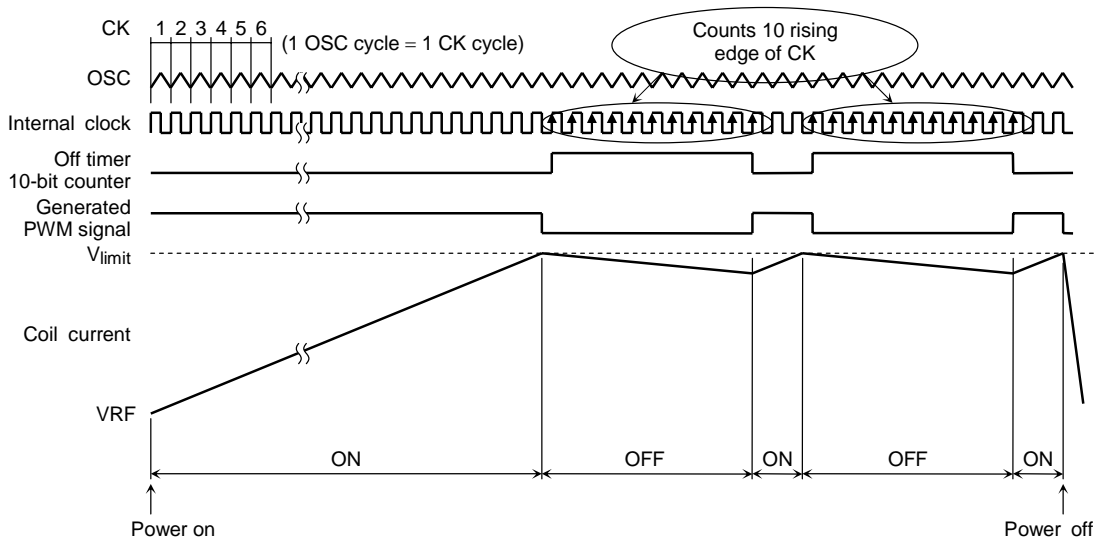 CK
1 2 3 4 5 6
(1 OSC cycle = 1 CK cycle)
Counts 10 rising
edge of CK
OSC
Internal clock
Off timer
10-bit counter
Generated
PWM signal
Vlimit
Coil current
VRF
ON
OFF
ON
OFF
ON
Power on
Power off